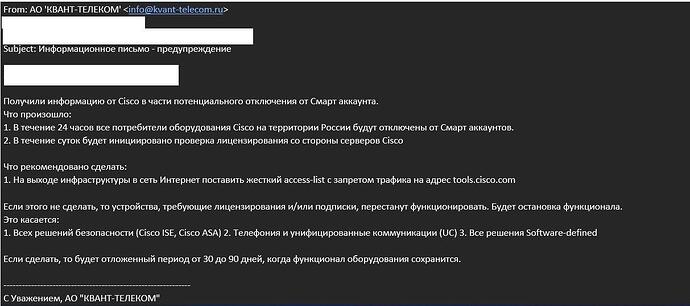 From: АО 'КВАНТ-ТЕЛЕКОМ' <info@kvant-telecom.ru>
Subject: Информационное письмо - предупреждение
Получили информацию от Cisco в части потенциального отключения от Смарт аккаунта.
Что произошло:
1. В течение 24 часов все потребители оборудования Cisco на территории России будут отключены от Смарт аккаунтов.
2. В течение суток будет инициировано проверка лицензирования со стороны серверов Cisco
Что рекомендовано сделать:
1. На выходе инфраструктуры в сеть Интернет поставить жесткий access-list с запретом трафика на адрес tools.cisco.com
Если этого не сделать, то устройства, требующие лицензирования и/или подписки, перестанут функционировать. Будет остановка функционала.
Это касается:
1. Всех решений безопасности (Cisco ISE, Cisco ASA) 2. Телефония и унифицированные коммуникации (UC) 3. Все решения Software-defined
Если сделать, то будет отложенный период от 30 до 90 дней, когда функционал оборудования сохранится.
----------------------------------------------
С Уважением, АО "КВАНТ-ТЕЛЕКОМ"